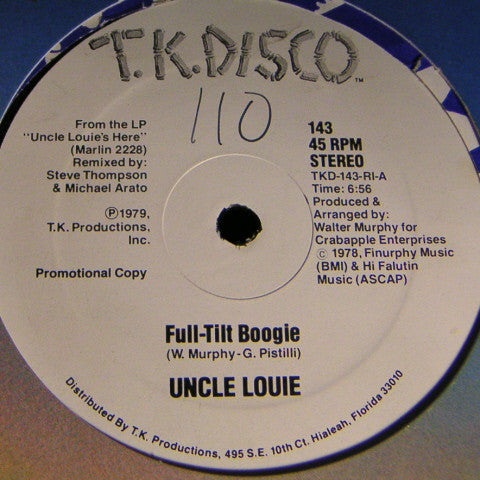 T.K.DISCO™
110
From the LP
"Uncle Louie's Here"
(Marlin 2228)
Remixed by:
Steve Thompson
& Michael Arato
℗1979,
T.K. Productions,
Inc.
Promotional Copy
143
45 RPM
STEREO
TKD-143-RI-A
Time: 6:56
Produced &
Arranged by:
Walter Murphy for
Crabapple Enterprises
© 1978, Finurphy Music
(BMI) & Hi Falutin
Music (ASCAP)
Full-Tilt Boogie
(W. Murphy-G. Pistilli)
UNCLE LOUIE
Distributed By T.K. Productions, 495 S.E. 10th Ct. Hialeah, Florida 33010